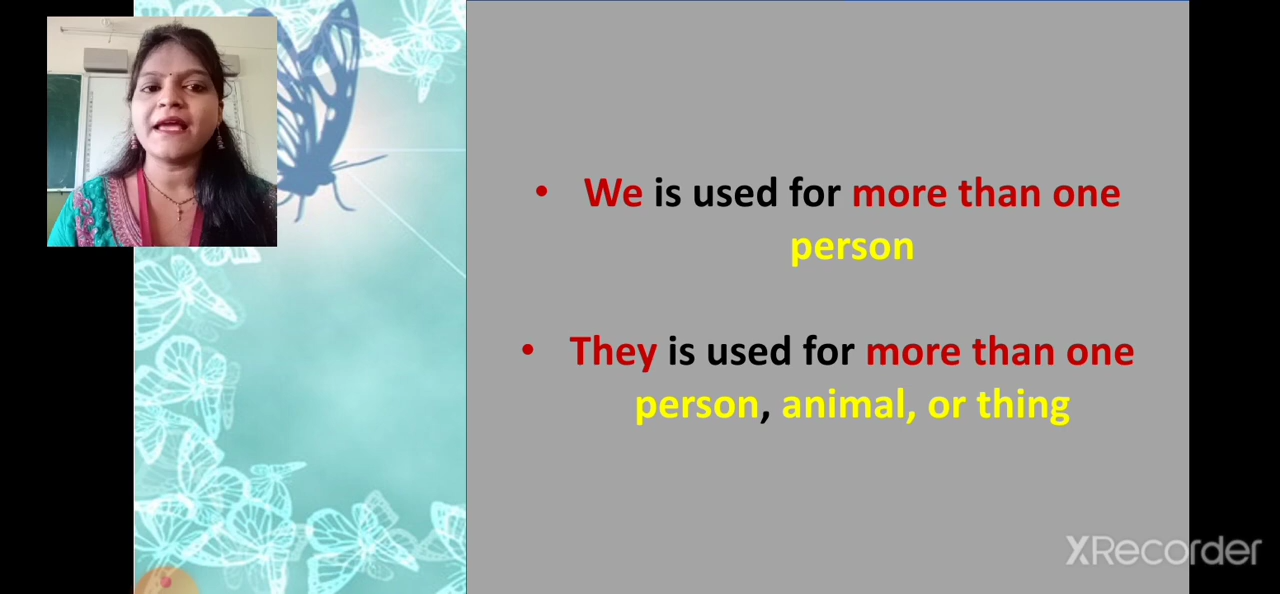 • We is used for more than one
person
• They is used for more than one
person, animal, or thing
XRecorder